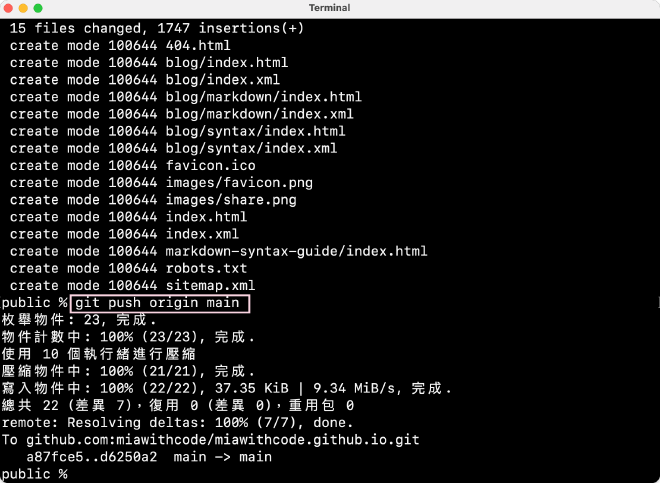 Terminal
15 files changed, 1747 insertions(+)
create mode 100644 404.html
create mode 100644 blog/index.html
create mode 100644 blog/index.xml
create mode 100644 blog/markdown/index.html
create mode 100644 blog/markdown/index.xml
create mode 100644 blog/syntax/index.html
create mode 100644 blog/syntax/index.xml
create mode 100644 favicon.ico
create mode 100644 images/favicon.png
create mode 100644 images/share.png
create mode 100644 index.html
create mode 100644 index.xml
create mode 100644 markdown-syntax-guide/index.html
create mode 100644 robots.txt
create mode 100644 sitemap.xml
public % git push origin main
枚舉物件: 23, 完成.
物件計數中: 100% (23/23), 完成.
使用 10 個執行緒進行壓縮
壓縮物件中: 100% (21/21), 完成.
寫入物件中: 100% (22/22), 37.35 KiB | 9.34 MiB/s, 完成.
總共 22 (差異 7)，復用 0 (差異 0)，重用包 0
remote: Resolving deltas: 100% (7/7), done.
To github.com:miawithcode/miawithcode.github.io.git
a87fce5..d6250a2  main -> main
public %